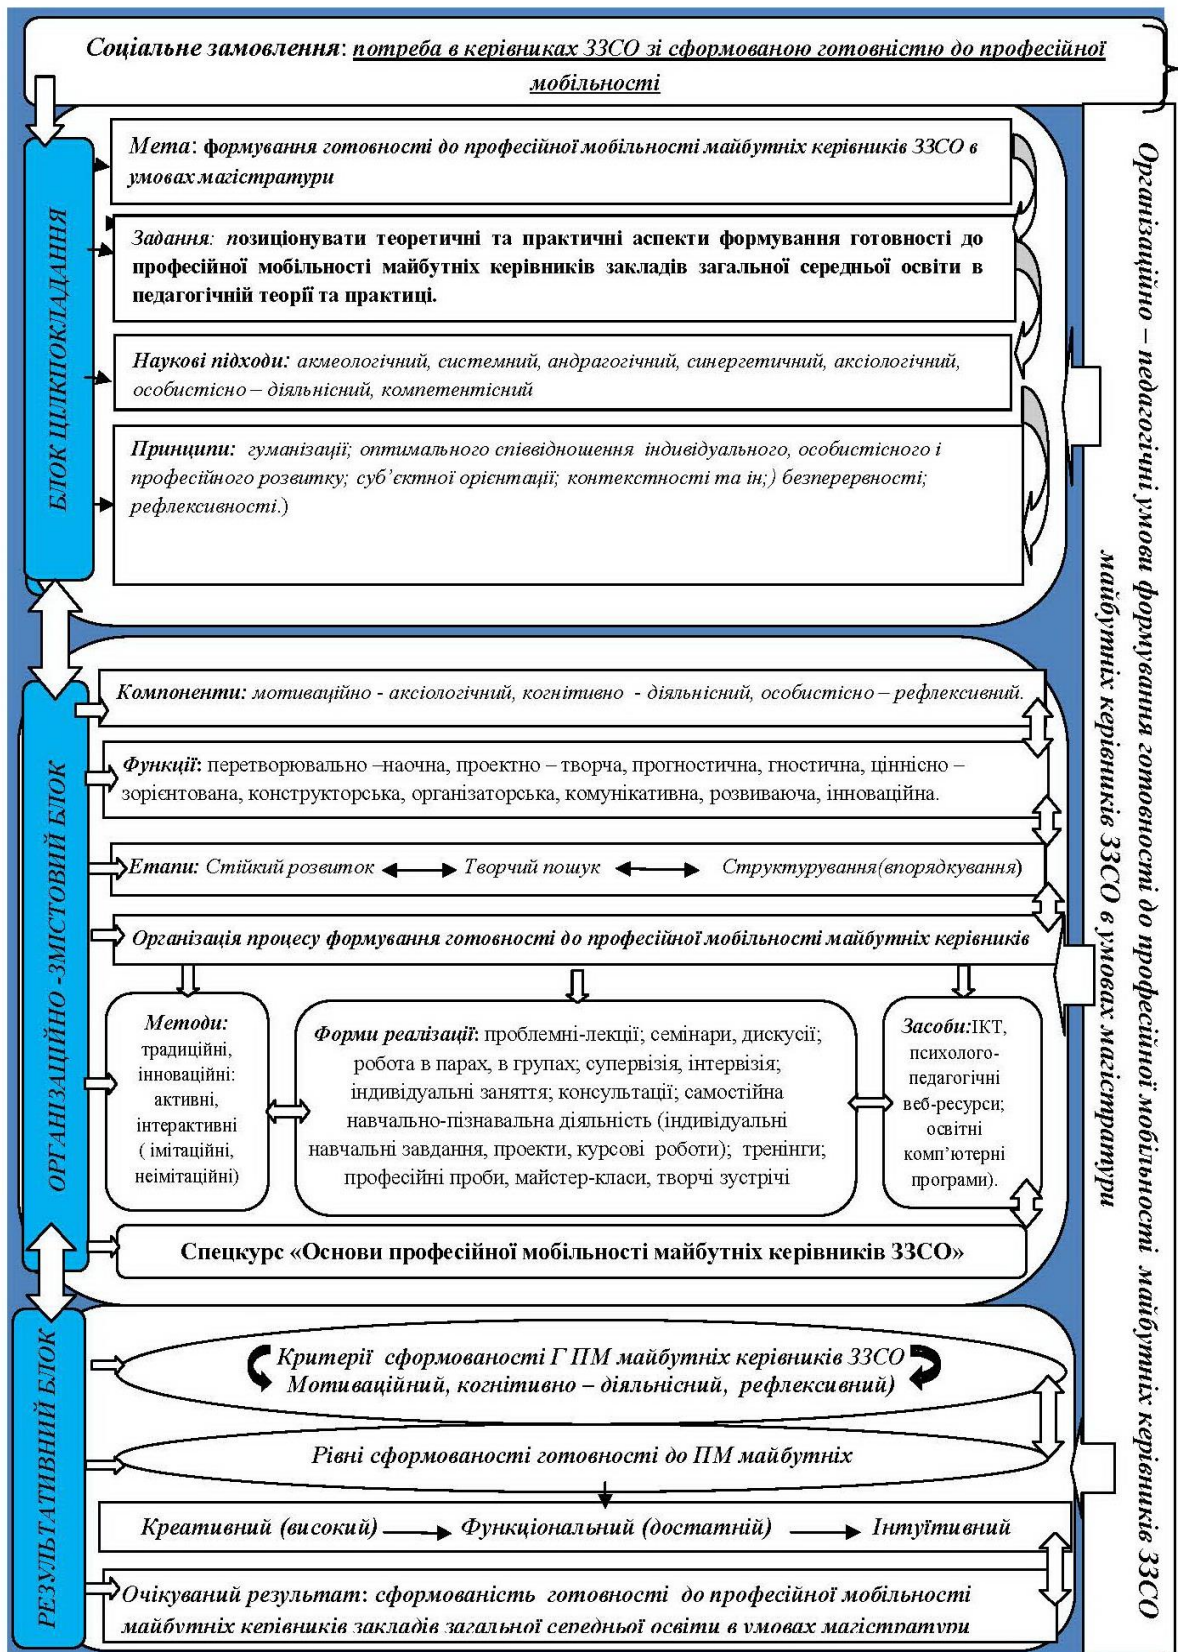 Соціальне замовлення: потреба в керівниках ЗЗСО зі сформованою готовністю до професійної
мобільності
БЛОК ЦІЛКПОКЛАДАННЯ
Мета: формування готовності до професійної мобільності майбутніх керівників ЗЗСО в
умовах магістратури
Задання: позиціонувати теоретичні та практичні аспекти формування готовності до
професійної мобільності майбутніх керівників закладів загальної середньої освіти в
педагогічній теорії та практиці.
Наукові підходи: акмеологічний, системний, андрагогічний, синергетичний, аксіологічний,
особистісно – діяльнісний, компетентісний
Принципи: гуманізації; оптимального співвідношення індивідуального, особистісного і
професійного розвитку; суб’єктної орієнтації; контекстності та ін;) безперервності;
рефлексивності.)
ОРГАНІЗАЦІЙНО -ЗМІСТОВИЙ БЛОК
Компоненти: мотиваційно - аксіологічний, когнітивно - діяльнісний, особистісно – рефлексивний.
Функції: перетворювально –наочна, проектно – творча, прогностична, гностична, ціннісно –
зорієнтована, конструкторська, організаторська, комунікативна, розвиваюча, інноваційна.
Етапи: Стійкий розвиток Творчий пошук Структурування(впорядкування)
Організація процесу формування готовності до професійної мобільності майбутніх керівників
Методи:
традиційні,
інноваційні:
активні,
інтерактивні
( імітаційні,
неімітаційні)
Форми реалізації: проблемні-лекції; семінари, дискусії;
робота в парах, в групах; супервізія, інтервізія;
індивідуальні заняття; консультації; самостійна
навчально-пізнавальна діяльність (індивідуальні
навчальні завдання, проекти, курсові роботи); тренінги;
професійні проби, майстер-класи, творчі зустрічі
Засоби:ІКТ,
психолого-
педагогічні
веб-ресурси;
освітні
комп’ютерні
програми).
Спецкурс «Основи професійної мобільності майбутніх керівників ЗЗСО»
РЕЗУЛЬТАТИВНИЙ БЛОК
Критерії сформованості Г ПМ майбутніх керівників ЗЗСО
Мотиваційний, когнітивно – діяльнісний, рефлексивний)
Рівні сформованості готовності до ПМ майбутніх
Креативний (високий) Функціональний (достатній) Інтуїтивний
Очікуваний результат: сформованість готовності до професійної мобільності
майбутніх керівників закладів загальної середньої освіти в умовах магістратури
Організаційно – педагогічні умови формування готовності до професійної мобільності майбутніх керівників ЗЗСО
майбутніх керівників ЗЗСО в умовах магістратури